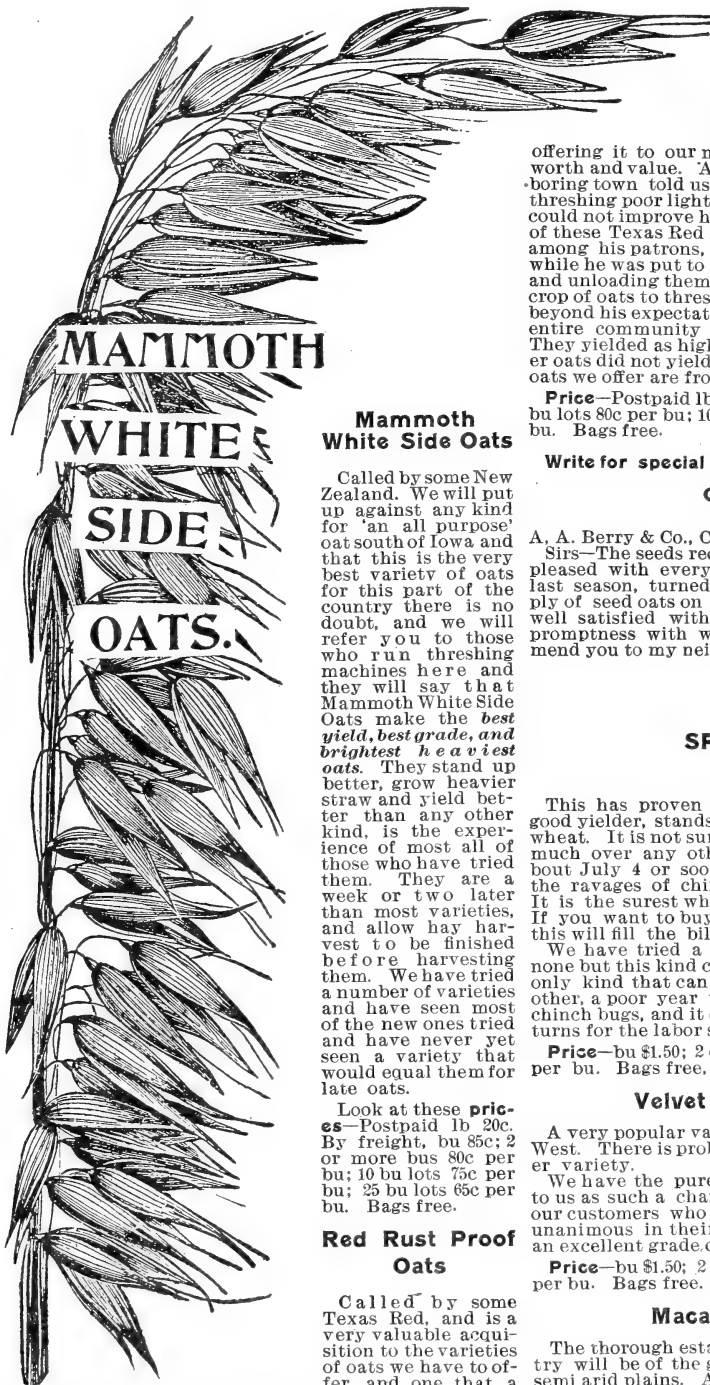 MAMMOTH
WHITE
SIDE
OATS.
Mammoth
White Side Oats
Called by some New
Zealand. We will put
up against any kind
for 'an all purpose'
oat south of Iowa and
that this is the very
best variety of oats
for this part of the
country there is no
doubt, and we will
refer you to those
who run threshing
machines here and
they will say that
Mammoth White Side
Oats make the best
yield, best grade, and
brightest heaviest
oats. They stand up
better, grow heavier
straw and yield bet-
ter than any other
kind, is the exper-
ience of most all of
those who have tried
them. They are a
week or two later
than most varieties,
and allow hay har-
vest to be finished
before harvesting
them. We have tried
a number of varieties
and have seen most
of the new ones tried
and have never yet
seen a variety that
would equal them for
late oats.
Look at these pric-
es—Postpaid lb 20c.
By freight, bu 85c; 2
or more bus 80c per
bu; 10 bu lots 75c per
bu; 25 bu lots 65c per
bu. Bags free.
Red Rust Proof
Oats
Called by some
Texas Red, and is a
very valuable acqui-
sition to the varieties
of oats we have to of-
fer and one that a
offering it to our
worth and value.
boring town told us
threshing poor light
could not improve
of these Texas Red
among his patrons,
while he was put to
and unloading them
crop of oats to
beyond his
entire community
They yielded as
er oats did not yield
oats we offer are
Price—Postpaid lb
bu lots 80c per bu;
bu. Bags free.
Write for special
A, A. Berry & Co.,
Sirs—The seeds
pleased with every
last season, turned
ply of seed oats on
well satisfied with
promptness with
mend you to my
This has proven
good yielder, stands
wheat. It is not
much over any
bout July 4 or
the ravages of
It is the surest
If you want to buy
this will fill the
We have tried a
none but this kind
only kind that can
other, a poor year
chinch bugs, and it
turns for the labor
Price—bu $1.50; 2
per bu. Bags free,
Velvet
A very popular
West. There is
er variety.
We have the
to us as such a
our customers who
unanimous in their
an excellent grade.
Price—bu $1.50; 2
per bu. Bags free.
Maca
The thorough
try will be of the
semi arid plains.